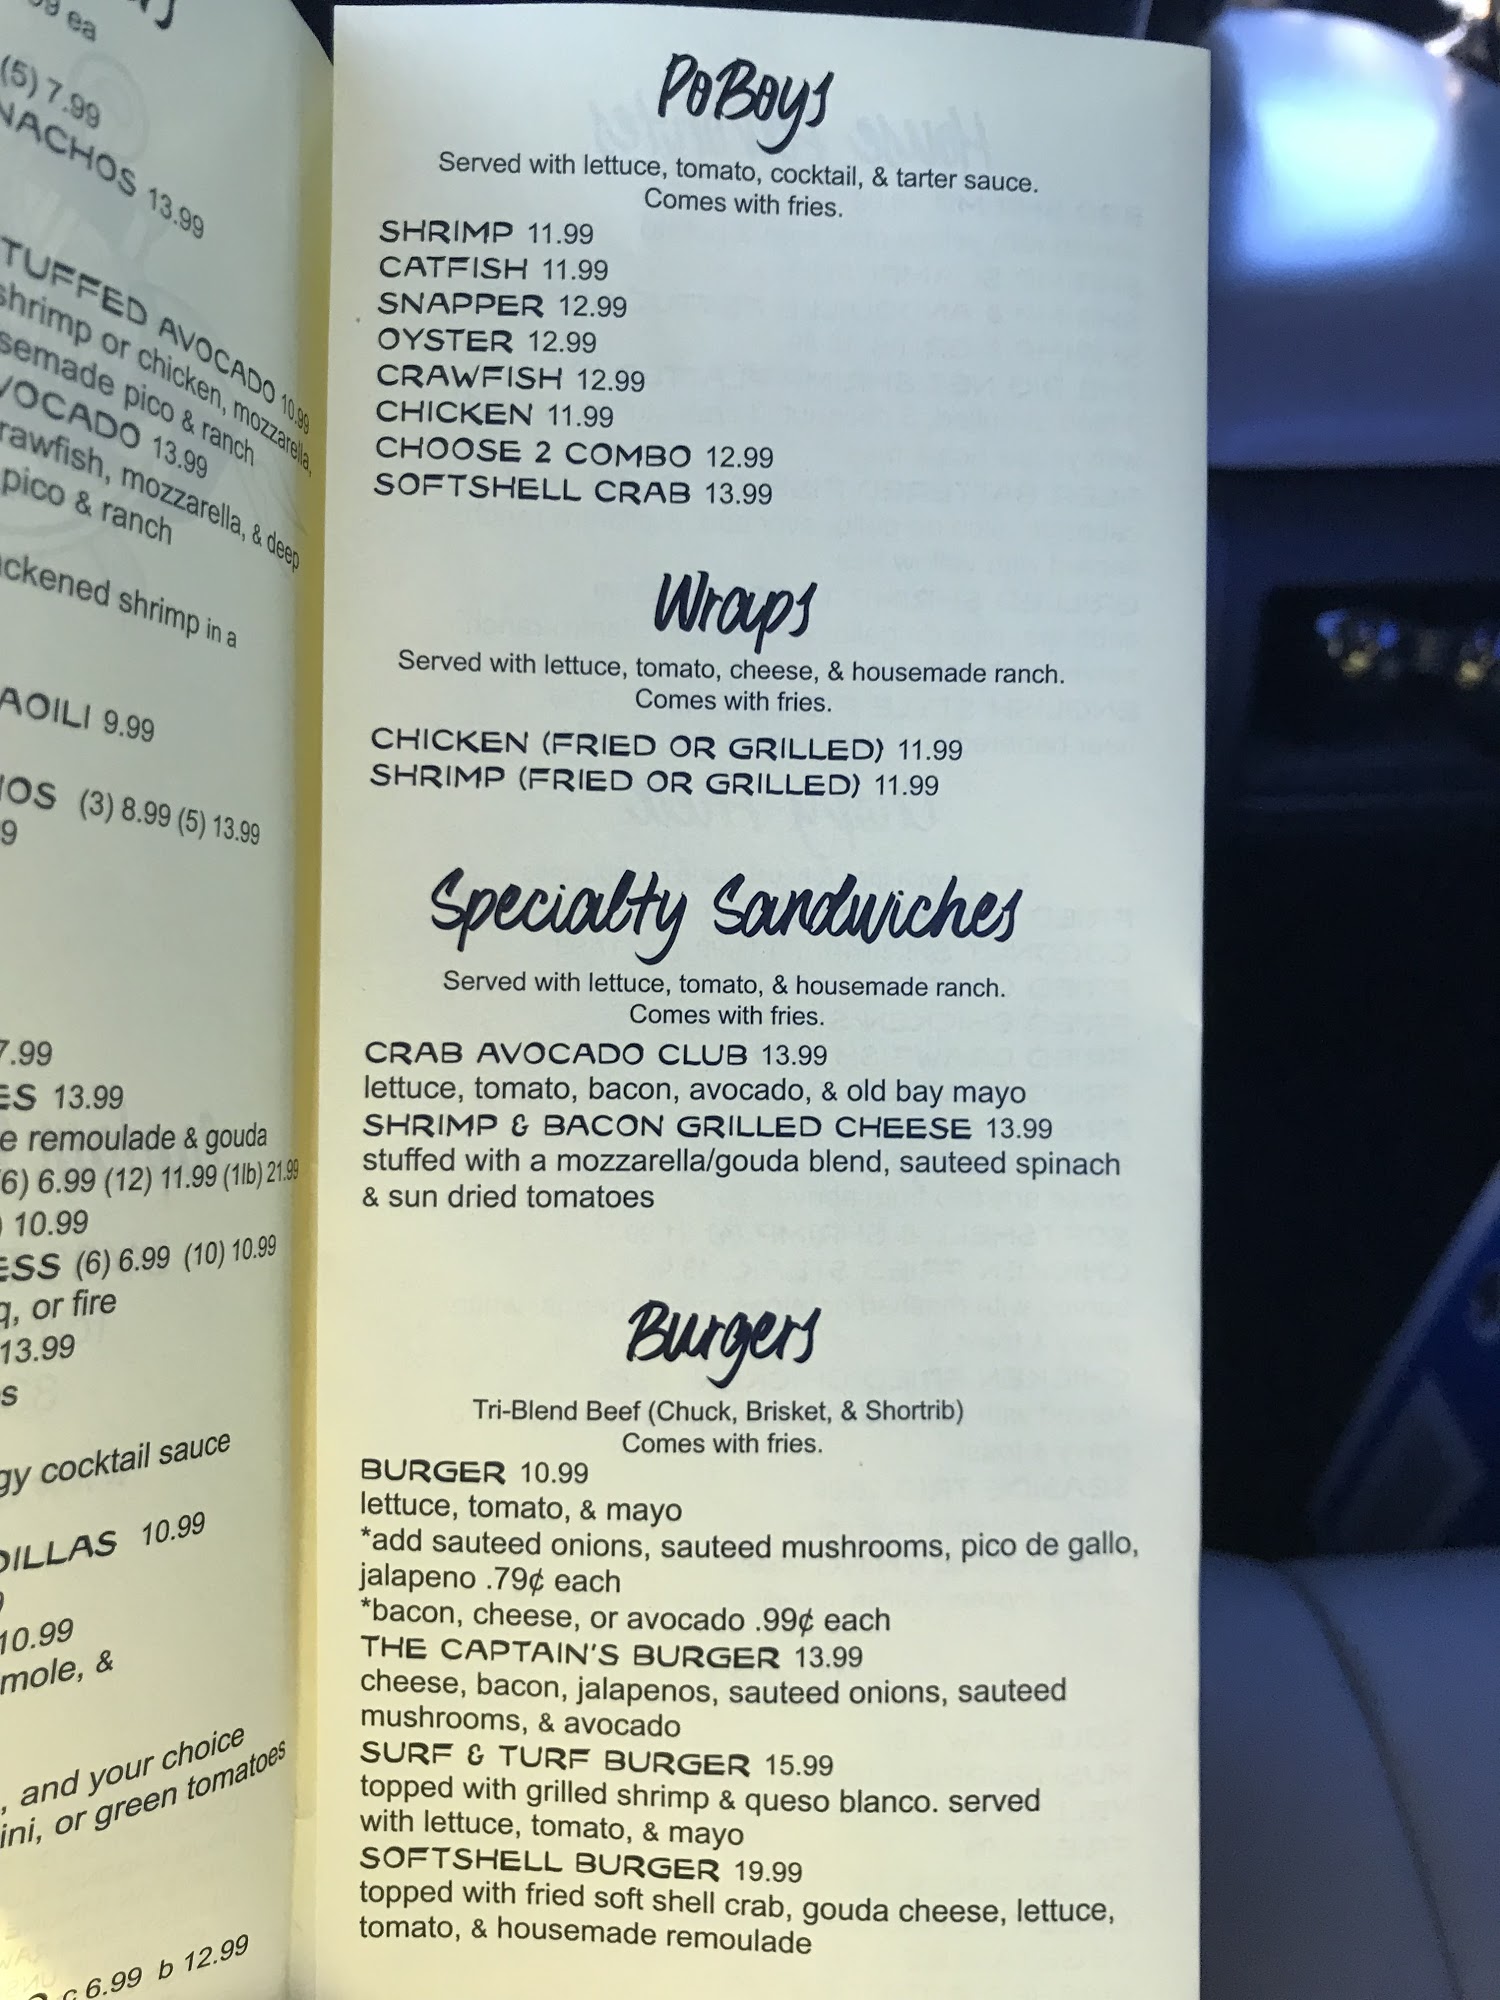 9 ea
(5) 7.99
NACHOS 13.99
TUFFED AVOCADO 10.99
shrimp or chicken, mozzarella,
semade pico & ranch
VOCADO 13.99
rawfish, mozzarella, & deep
pico & ranch
ackened shrimp in a
AOILI 9.99
IOS (3) 8.99 (5) 13.99
9
7.99
ES 13.99
e remoulade & gouda
(6) 6.99 (12) 11.99 (1lb) 21.99
) 10.99
ESS (6) 6.99 (10) 10.99
q, or fire
13.99
s
gy cocktail sauce
DILLAS 10.99
10.99
mole, &
, and your choice
ini, or green tomatoes
c 6.99 b 12.99
PoBoys
Served with lettuce, tomato, cocktail, & tarter sauce.
Comes with fries.
SHRIMP 11.99
CATFISH 11.99
SNAPPER 12.99
OYSTER 12.99
CRAWFISH 12.99
CHICKEN 11.99
CHOOSE 2 COMBO 12.99
SOFTSHELL CRAB 13.99
Wraps
Served with lettuce, tomato, cheese, & housemade ranch.
Comes with fries.
CHICKEN (FRIED OR GRILLED) 11.99
SHRIMP (FRIED OR GRILLED) 11.99
Specialty Sandwiches
Served with lettuce, tomato, & housemade ranch.
Comes with fries.
CRAB AVOCADO CLUB 13.99
lettuce, tomato, bacon, avocado, & old bay mayo
SHRIMP & BACON GRILLED CHEESE 13.99
stuffed with a mozzarella/gouda blend, sauteed spinach
& sun dried tomatoes
Burgers
Tri-Blend Beef (Chuck, Brisket, & Shortrib)
Comes with fries.
BURGER 10.99
lettuce, tomato, & mayo
*add sauteed onions, sauteed mushrooms, pico de gallo,
jalapeno .79¢ each
*bacon, cheese, or avocado .99¢ each
THE CAPTAIN'S BURGER 13.99
cheese, bacon, jalapenos, sauteed onions, sauteed
mushrooms, & avocado
SURF & TURF BURGER 15.99
topped with grilled shrimp & queso blanco. served
with lettuce, tomato, & mayo
SOFTSHELL BURGER 19.99
topped with fried soft shell crab, gouda cheese, lettuce,
tomato, & housemade remoulade